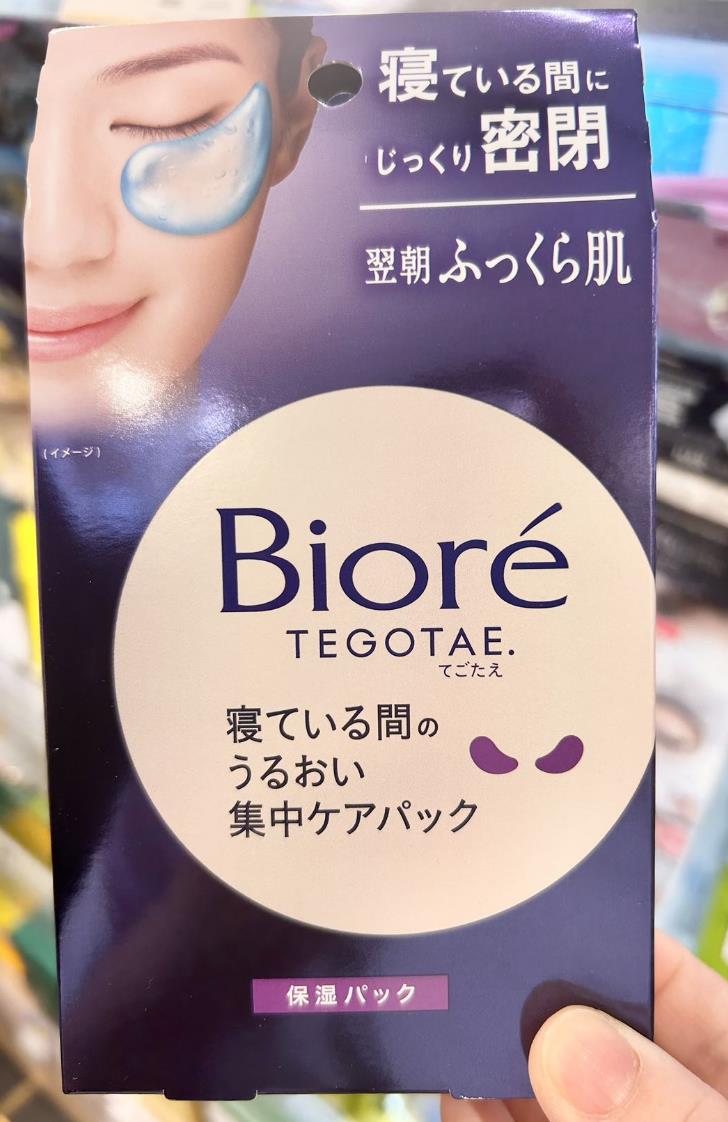 寝ている間に
じっくり密閉
翌朝ふっくら肌
(イメージ)
Bioré
TEGOTAE.
てごたえ
寝ている間の
うるおい
集中ケアパック
保湿パック